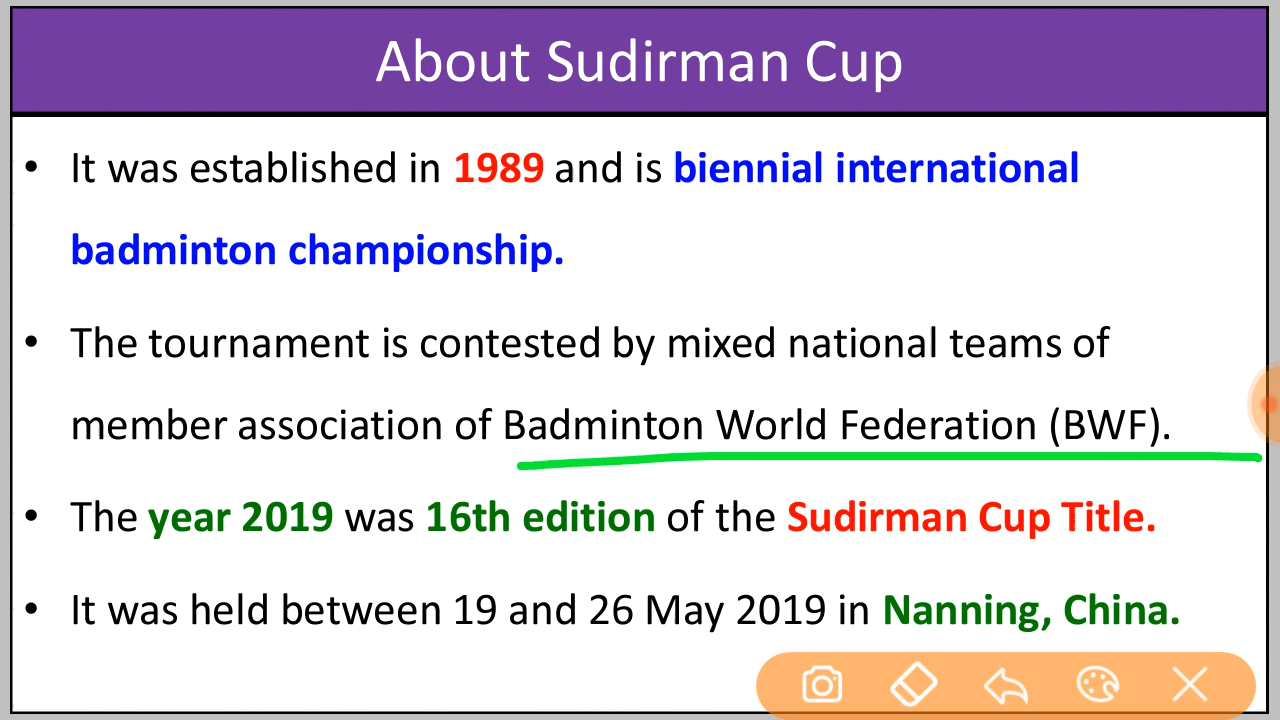 About Sudirman Cup
• It was established in 1989 and is biennial international
badminton championship.
• The tournament is contested by mixed national teams of
member association of Badminton World Federation (BWF).
• The year 2019 was 16th edition of the Sudirman Cup Title.
• It was held between 19 and 26 May 2019 in Nanning, China.